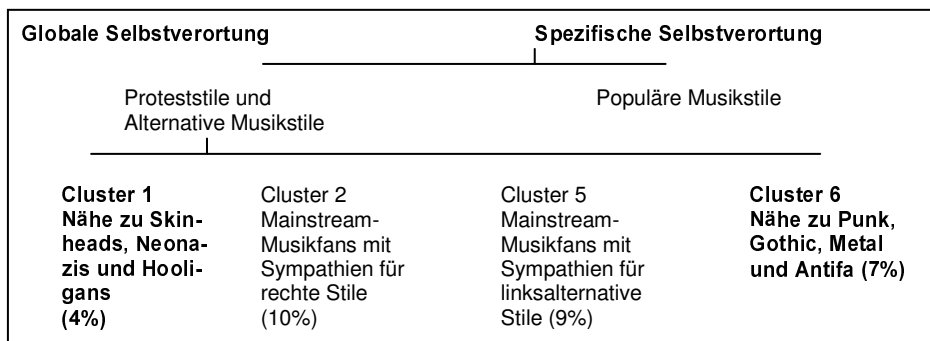 Globale Selbstverortung
Spezifische Selbstverortung
Proteststile und
Alternative Musikstile
Populäre Musikstile
Cluster 1
Nähe zu Skin-
heads, Neona-
zis und Hooli-
gans
(4%)
Cluster 2
Mainstream-
Musikfans mit
Sympathien für
rechte Stile
(10%)
Cluster 5
Mainstream-
Musikfans mit
Sympathien für
linksalternative
Stile (9%)
Cluster 6
Nähe zu Punk,
Gothic, Metal
und Antifa (7%)